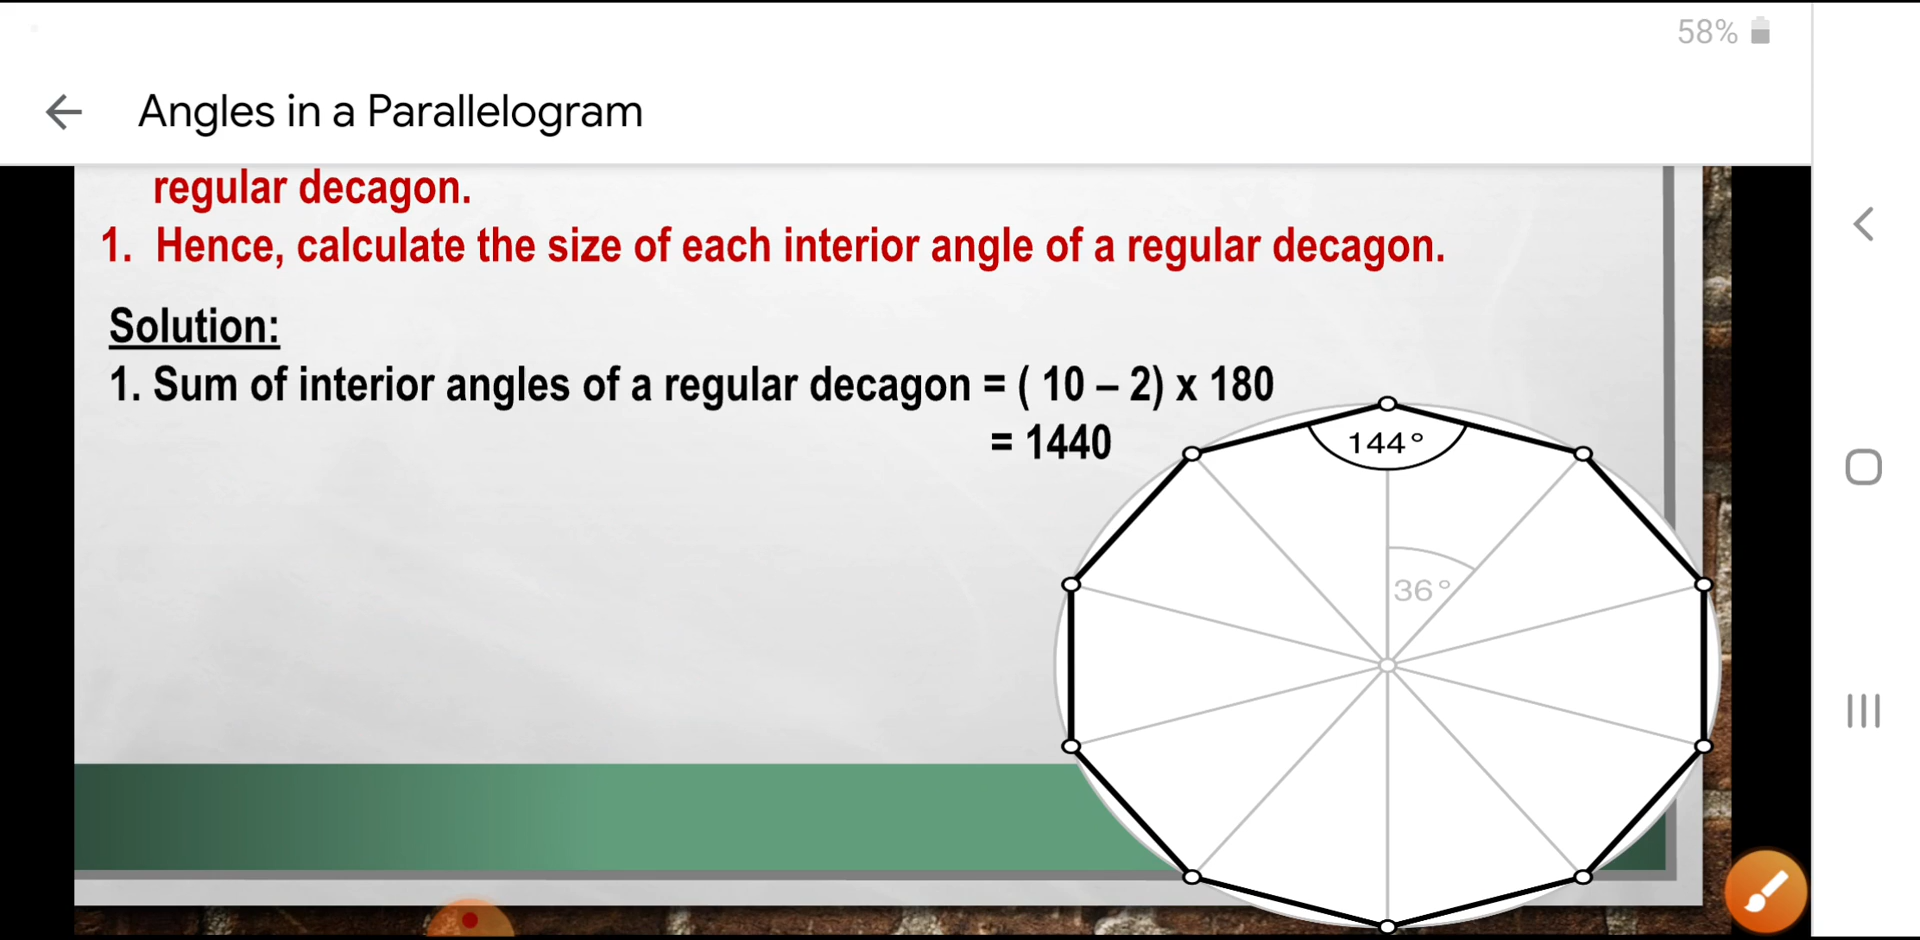 58%
Angles in a Parallelogram
regular decagon.
1. Hence, calculate the size of each interior angle of a regular decagon.
Solution:
1. Sum of interior angles of a regular decagon = ( 10 – 2) x 180
= 1440
144°
36°